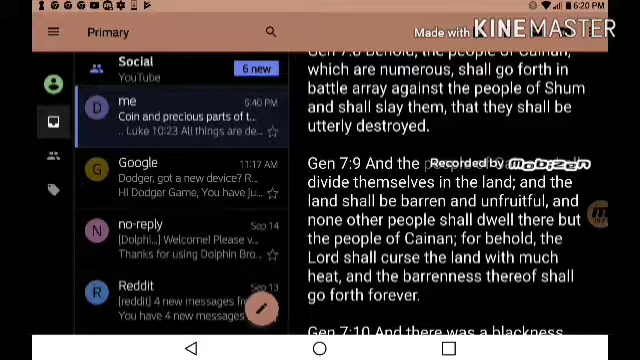 6:20 PM
Primary
Made with
KINEMASTER
Social
YouTube
6 new
D
me
5:40 PM
Coin and precious parts of t...
.. Luke 10:23 All things are de...
G
Google
11:17 AM
Dodger, got a new device? R...
Hi Dodger Game, You have ju...
N
no-reply
Sep 14
[Dolphi...] Welcome! Please v...
Thanks for using Dolphin Bro...
R
Reddit
Sep 13
[reddit] 4 new messages fr
You have 4 new messages
Gen 7:8 Behold, the people of Cainan,
which are numerous, shall go forth in
battle array against the people of Shum
and shall slay them, that they shall be
utterly destroyed.
Gen 7:9 And the
Recorded by mobizen
divide themselves in the land; and the
land shall be barren and unfruitful, and
none other people shall dwell there but
the people of Cainan; for behold, the
Lord shall curse the land with much
heat, and the barrenness thereof shall
go forth forever.
Gen 7:10 And there was a blackness